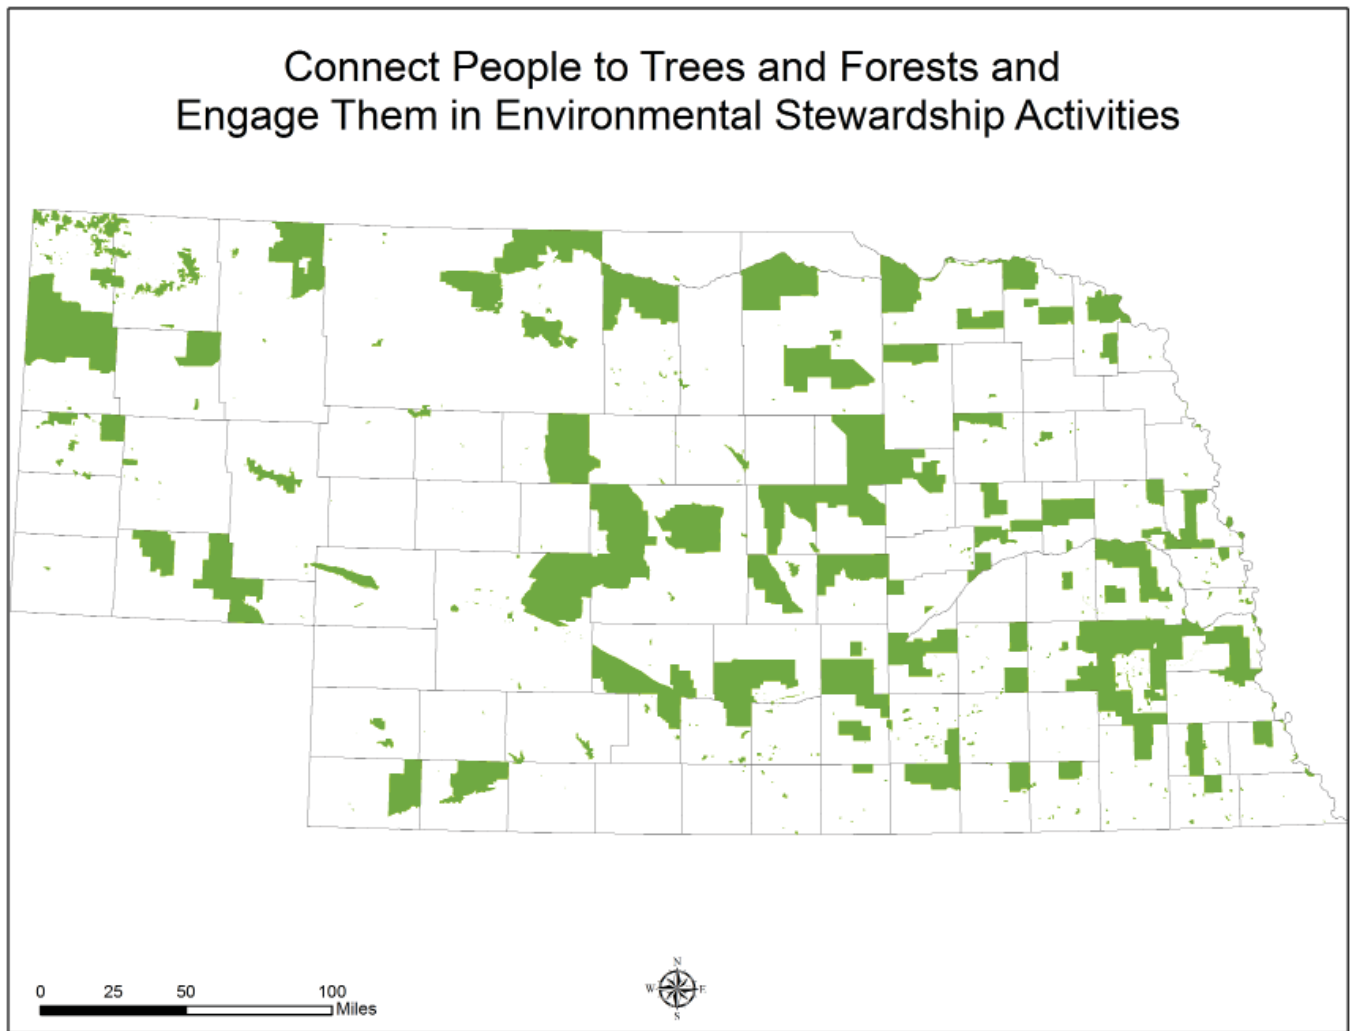 Connect People to Trees and Forests and
Engage Them in Environmental Stewardship Activities
N
W E
S
0 25 50 100
Miles